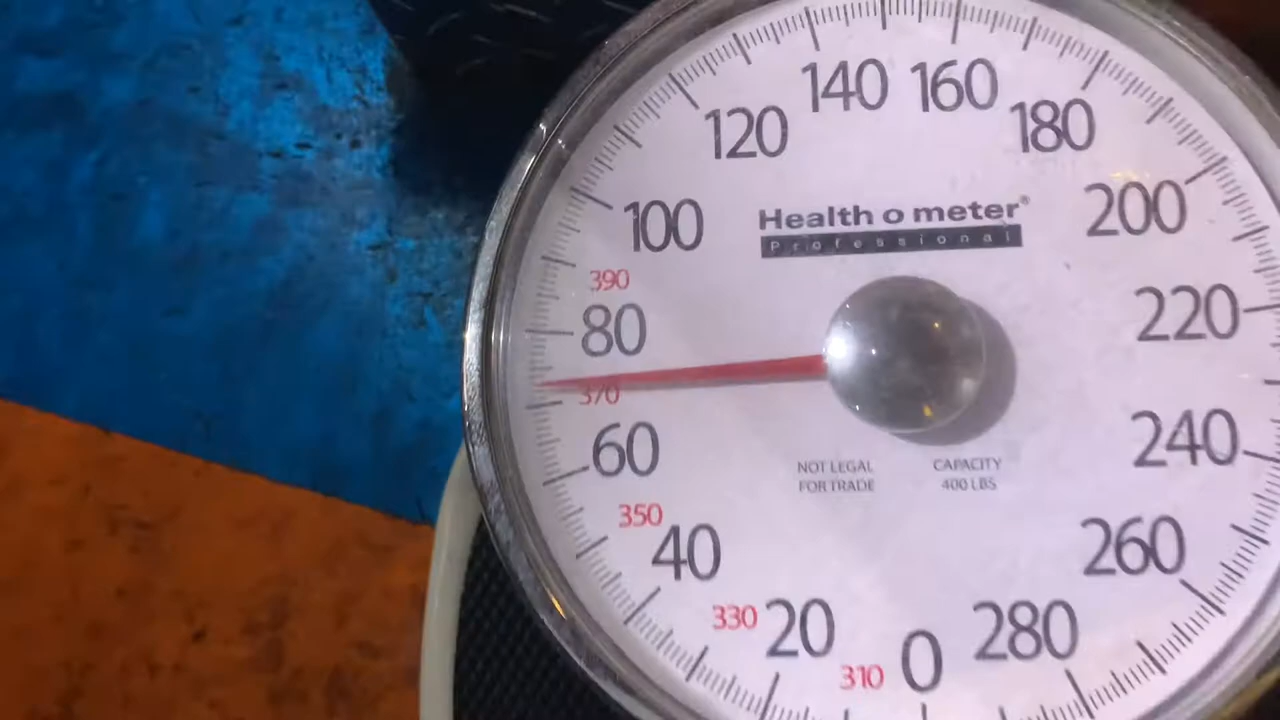 140 160
120 180
100 200
Health o meter®
Professional
390
80 220
370
60 240
NOT LEGAL
FOR TRADE
CAPACITY
400 LBS
350
40 260
330 20 280
310 0